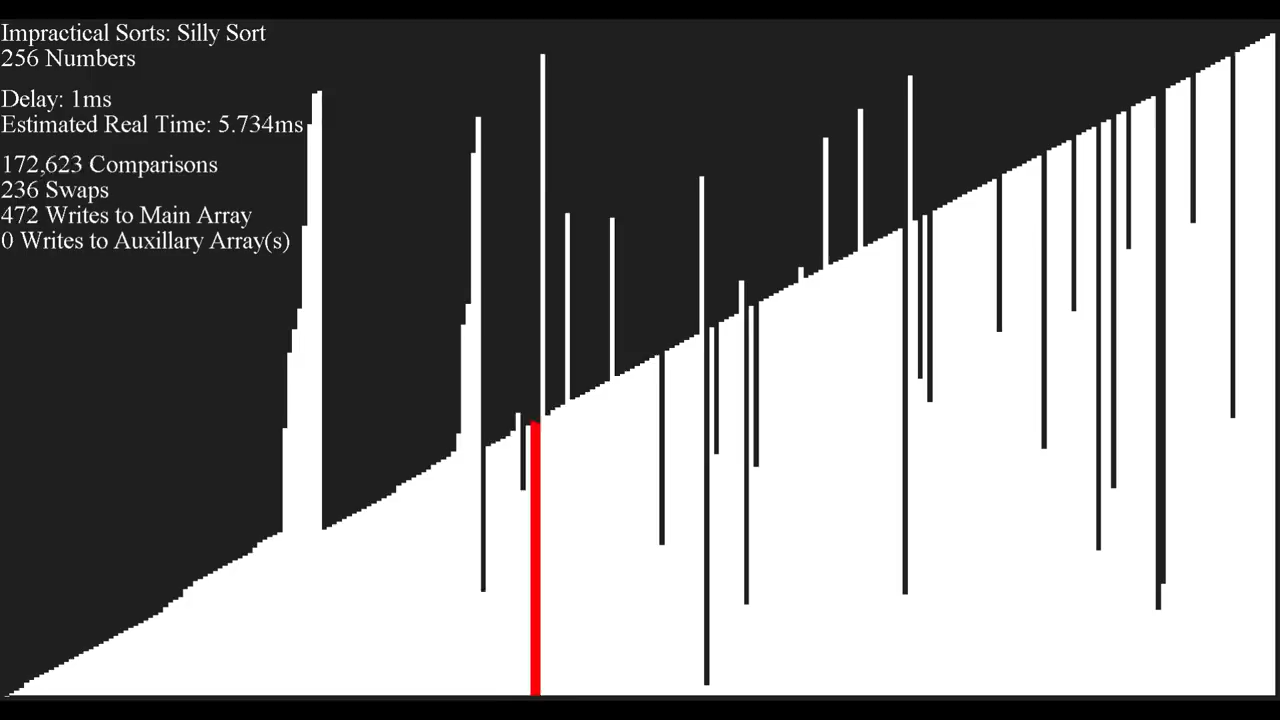 Impractical Sorts: Silly Sort
256 Numbers
Delay: 1ms
Estimated Real Time: 5.734ms
172,623 Comparisons
236 Swaps
472 Writes to Main Array
0 Writes to Auxillary Array(s)